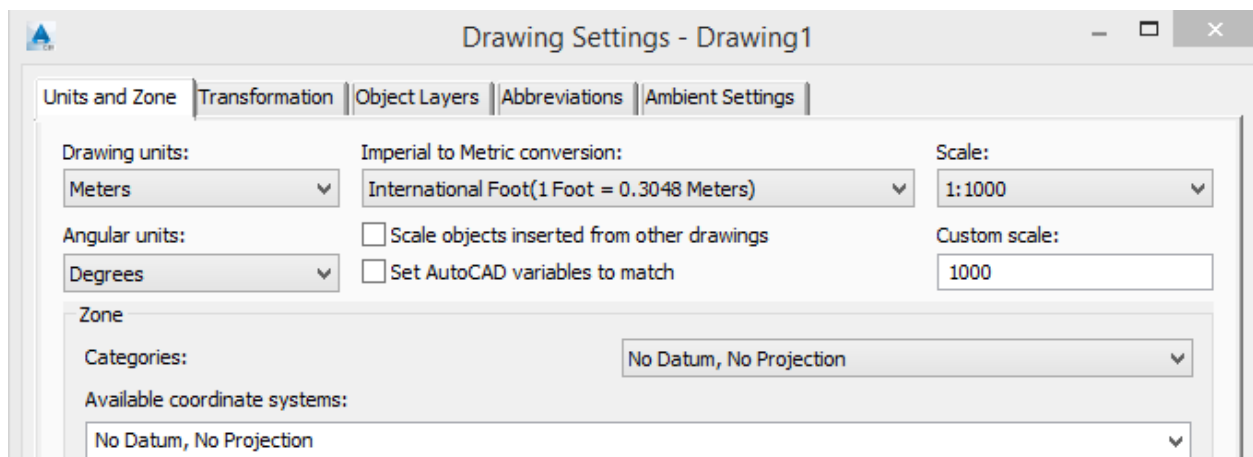 Drawing Settings - Drawing1
Units and Zone Transformation Object Layers Abbreviations Ambient Settings
Drawing units: Imperial to Metric conversion: Scale:
Meters International Foot(1 Foot = 0.3048 Meters) 1:1000
Angular units: Scale objects inserted from other drawings Custom scale:
Degrees Set AutoCAD variables to match 1000
Zone
Categories: No Datum, No Projection
Available coordinate systems:
No Datum, No Projection